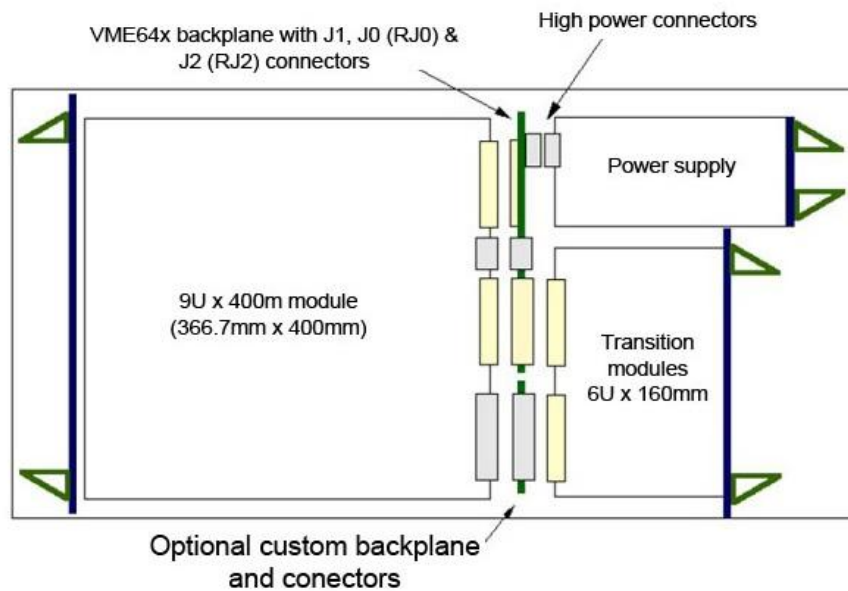 VME64x backplane with J1, J0 (RJ0) &
J2 (RJ2) connectors
High power connectors
Power supply
9U x 400m module
(366.7mm x 400mm)
Transition
modules
6U x 160mm
Optional custom backplane
and conectors